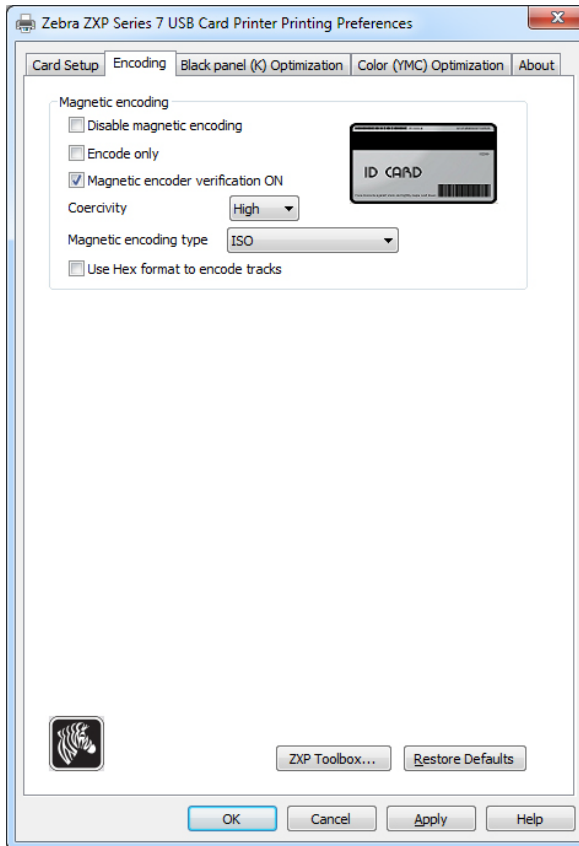 Zebra ZXP Series 7 USB Card Printer Printing Preferences
Card Setup Encoding Black panel (K) Optimization Color (YMC) Optimization About
Magnetic encoding
Disable magnetic encoding
Encode only
Magnetic encoder verification ON
ID CARD
Coercivity High
Magnetic encoding type ISO
Use Hex format to encode tracks
ZXP Toolbox... Restore Defaults
OK Cancel Apply Help